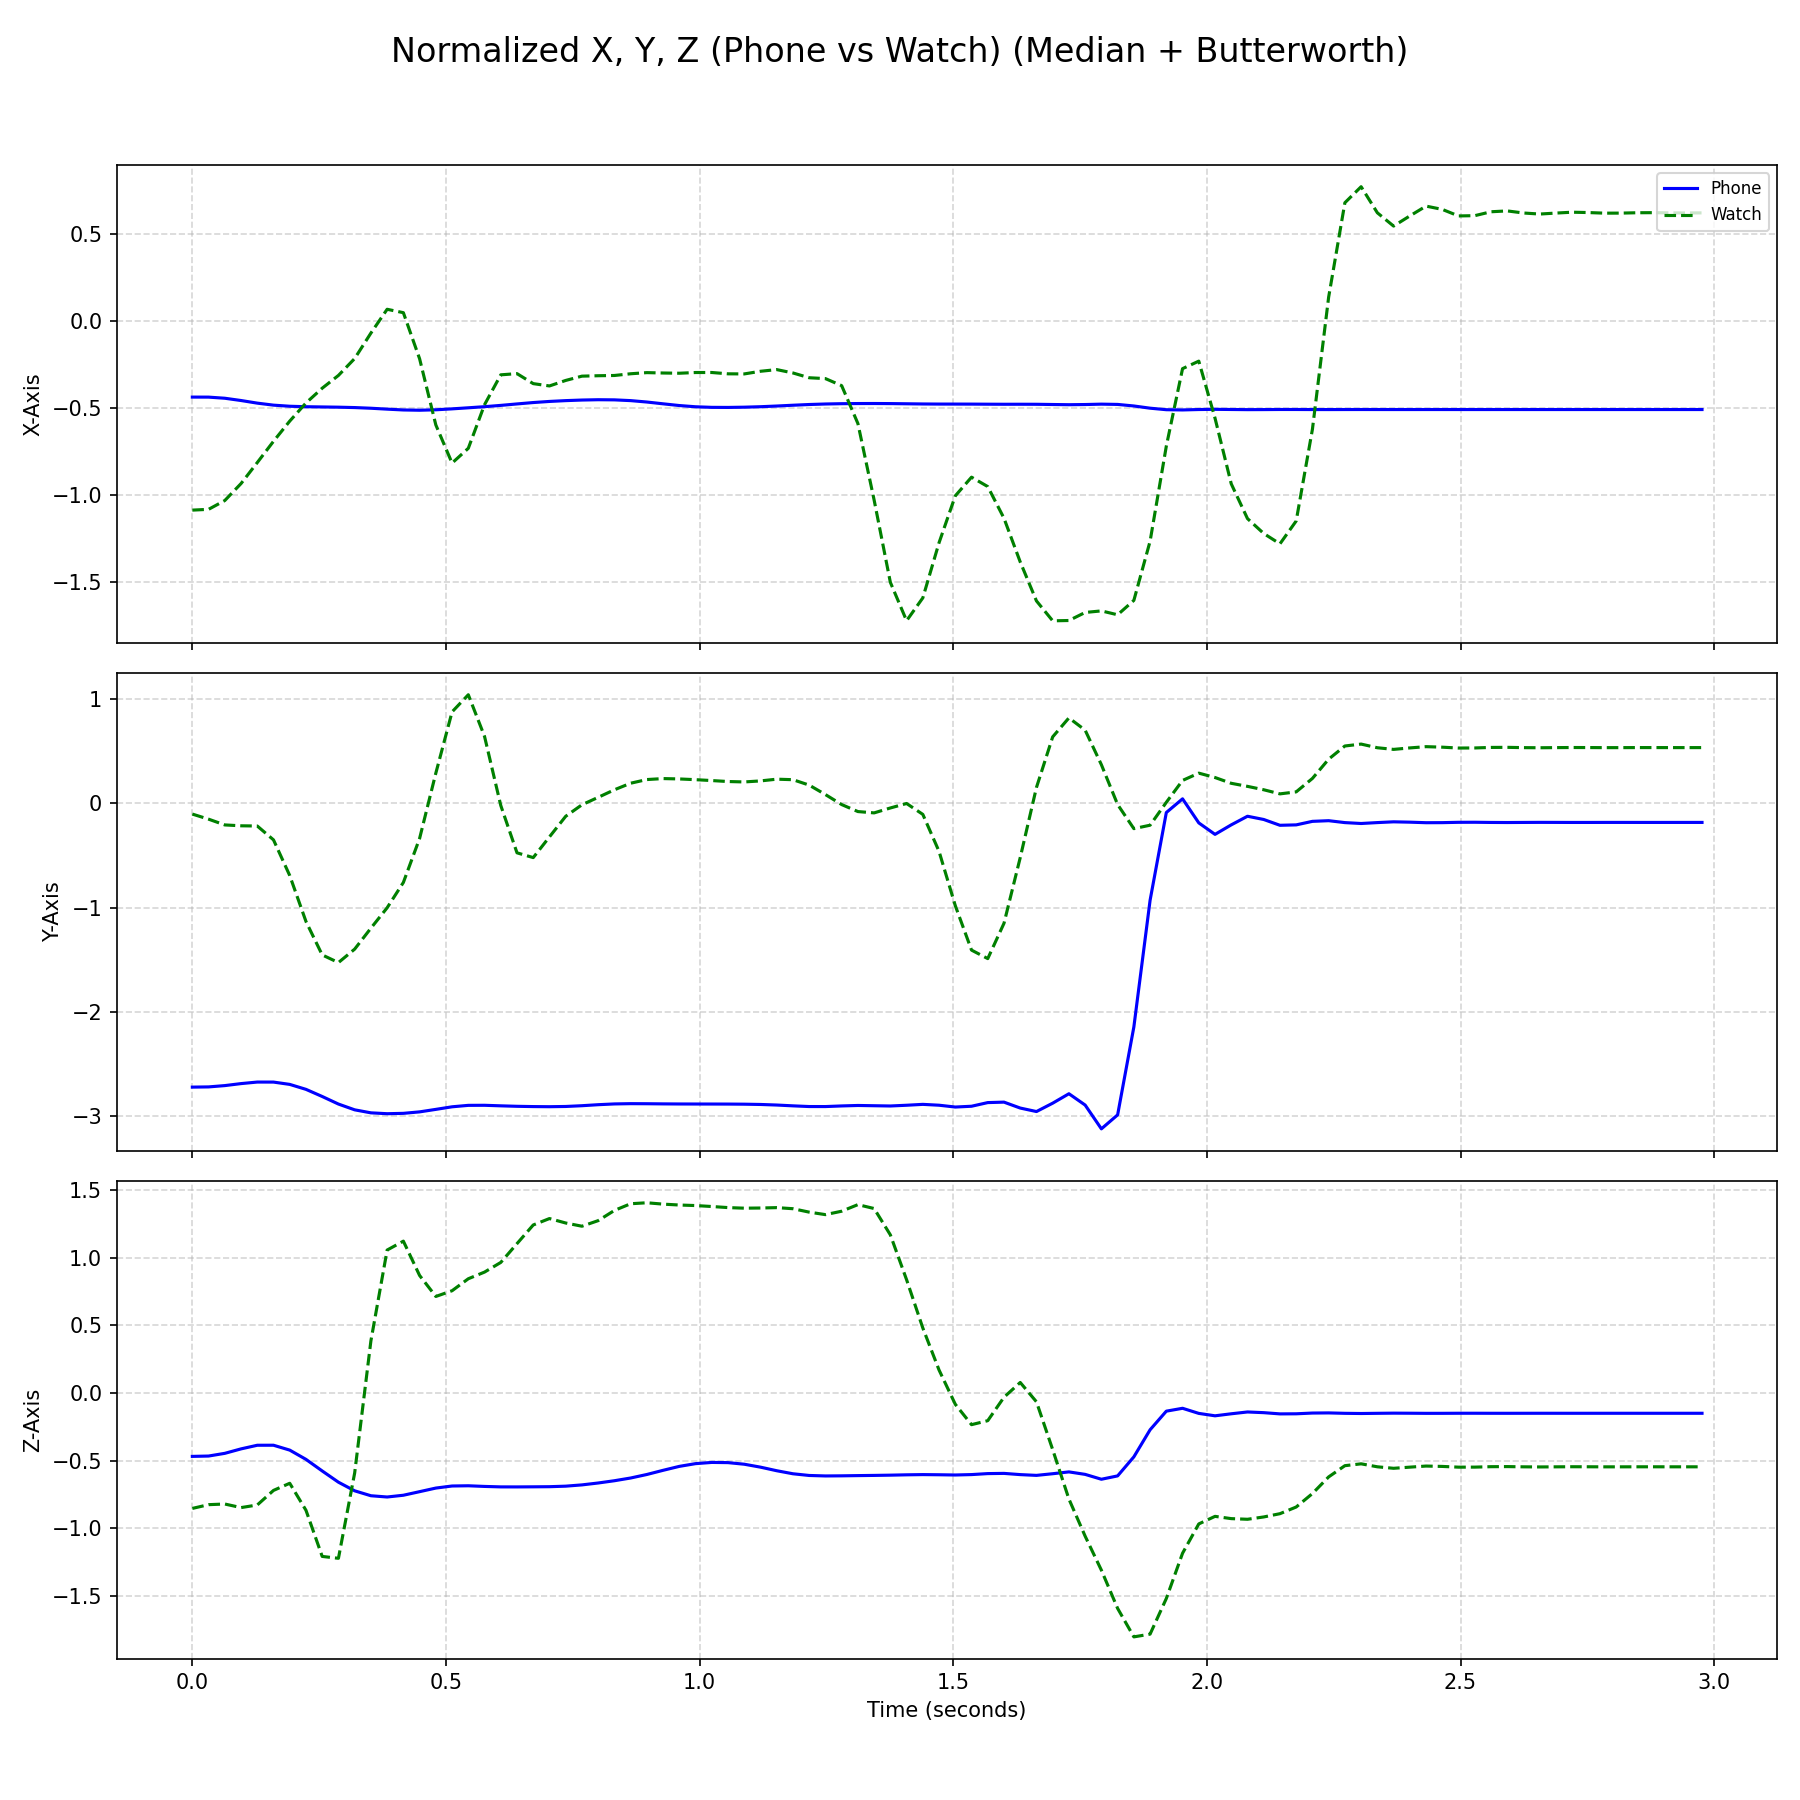 Normalized X, Y, Z (Phone vs Watch) (Median + Butterworth)
Phone
Watch
X-Axis
0.5
0.0
−0.5
−1.0
−1.5
Y-Axis
1
0
−1
−2
−3
Z-Axis
1.5
1.0
0.5
0.0
−0.5
−1.0
−1.5
0.0 0.5 1.0 1.5 2.0 2.5 3.0
Time (seconds)